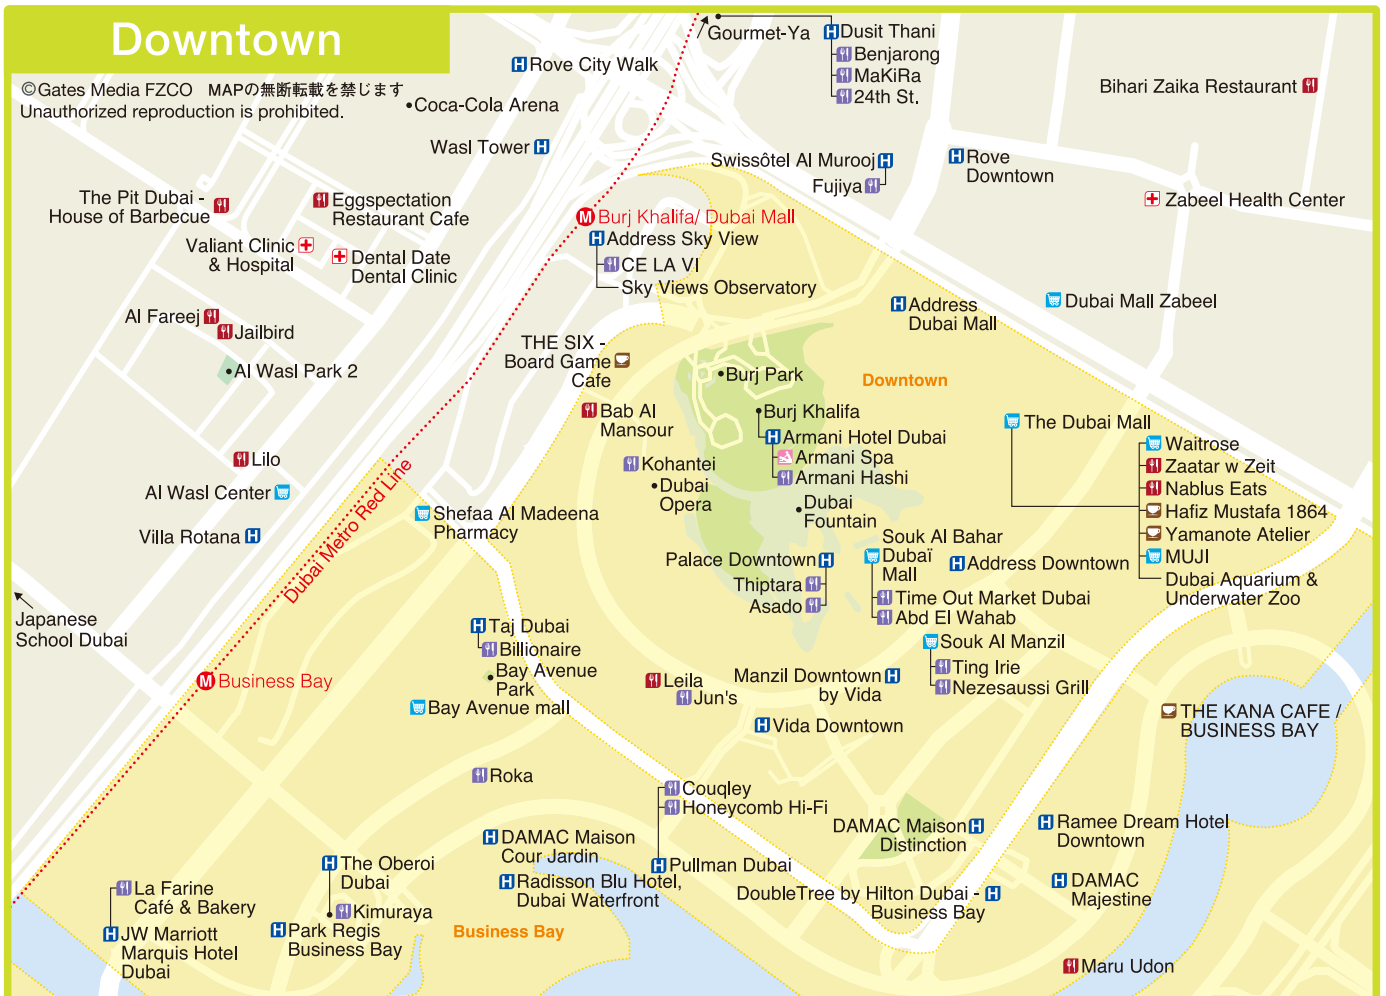 Downtown
©Gates Media FZCO MAPの無断転載を禁じます
Unauthorized reproduction is prohibited.
Gourmet-Ya
Dusit Thani
Benjarong
MaKiRa
24th St.
Rove City Walk
Coca-Cola Arena
Wasl Tower
Bihari Zaika Restaurant
Swissôtel Al Murooj
Fujiya
Rove
Downtown
Zabeel Health Center
The Pit Dubai -
House of Barbecue
Eggspectation
Restaurant Cafe
Valiant Clinic
& Hospital
Dental Date
Dental Clinic
M Burj Khalifa/ Dubai Mall
Address Sky View
CE LA VI
Sky Views Observatory
Address
Dubai Mall
Dubai Mall Zabeel
Al Fareej
Jailbird
Al Wasl Park 2
THE SIX -
Board Game
Cafe
Burj Park
Downtown
Bab Al
Mansour
Burj Khalifa
Armani Hotel Dubai
Armani Spa
Armani Hashi
The Dubai Mall
Waitrose
Zaatar w Zeit
Nablus Eats
Hafiz Mustafa 1864
Yamanote Atelier
MUJI
Dubai Aquarium &
Underwater Zoo
Lilo
Al Wasl Center
Villa Rotana
Dubai Metro Red Line
Kohantei
Dubai
Opera
Dubai
Fountain
Shefaa Al Madeena
Pharmacy
Palace Downtown
Thiptara
Asado
Souk Al Bahar
Dubaï
Mall
Time Out Market Dubai
Abd El Wahab
Address Downtown
Japanese
School Dubai
Taj Dubai
Billionaire
Bay Avenue
Park
Bay Avenue mall
M Business Bay
Souk Al Manzil
Ting Irie
Nezesaussi Grill
Leila
Jun's
Manzil Downtown
by Vida
Vida Downtown
THE KANA CAFE /
BUSINESS BAY
Roka
Couqley
Honeycomb Hi-Fi
Pullman Dubai
DAMAC Maison
Cour Jardin
Radisson Blu Hotel,
Dubai Waterfront
DAMAC Maison
Distinction
Ramee Dream Hotel
Downtown
DAMAC
Majestine
DoubleTree by Hilton Dubai -
Business Bay
The Oberoi
Dubai
Kimuraya
Park Regis
Business Bay
Business Bay
La Farine
Café & Bakery
JW Marriott
Marquis Hotel
Dubai
Maru Udon